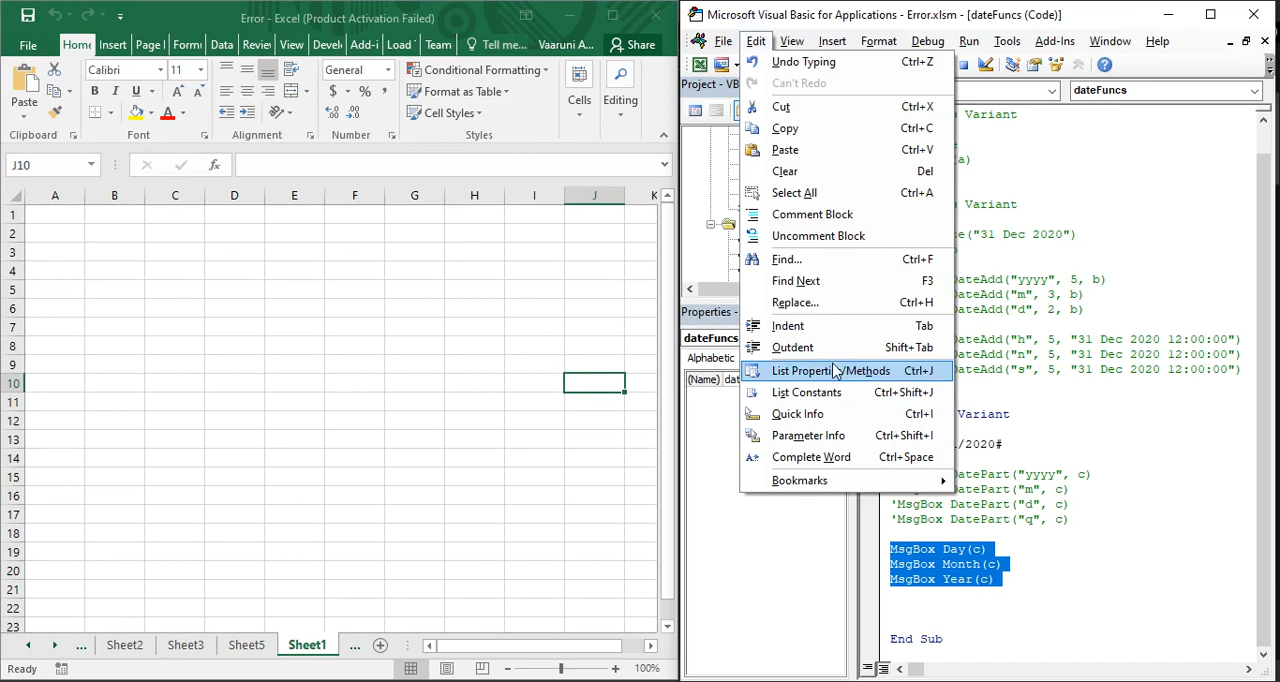 Error - Excel (Product Activation Failed)
File Home Insert Page I Formu Data Revie View Develo Add-i Load Team Tell me... Vaaruni A... Share
Calibri 11
General
Conditional Formatting
Format as Table
Cell Styles
Paste
B I U
$ % ,
Cells
Editing
Clipboard Font Alignment Number Styles
J10
fx
A B C D E F G H I J K
1
2
3
4
5
6
7
8
9
10
11
12
13
14
15
16
17
18
19
20
21
22
23
... Sheet2 Sheet3 Sheet5 Sheet1 ...
Ready
100%
Microsoft Visual Basic for Applications - Error.xlsm - [dateFuncs (Code)]
File Edit View Insert Format Debug Run Tools Add-Ins Window Help
Project - VB
Properties -
dateFuncs
Alphabetic
(Name) dat
Undo Typing Ctrl+Z
Can't Redo
Cut Ctrl+X
Copy Ctrl+C
Paste Ctrl+V
Clear Del
Select All Ctrl+A
Comment Block
Uncomment Block
Find... Ctrl+F
Find Next F3
Replace... Ctrl+H
Indent Tab
Outdent Shift+Tab
List Properties/Methods Ctrl+J
List Constants Ctrl+Shift+J
Quick Info Ctrl+I
Parameter Info Ctrl+Shift+I
Complete Word Ctrl+Space
Bookmarks
dateFuncs
s Variant
a)
Variant
e("31 Dec 2020")
DateAdd("yyyy", 5, b)
DateAdd("m", 3, b)
DateAdd("d", 2, b)
DateAdd("h", 5, "31 Dec 2020 12:00:00")
DateAdd("n", 5, "31 Dec 2020 12:00:00")
DateAdd("s", 5, "31 Dec 2020 12:00:00")
Variant
/2020#
DatePart("yyyy", c)
DatePart("m", c)
'MsgBox DatePart("d", c)
'MsgBox DatePart("q", c)
MsgBox Day(c)
MsgBox Month(c)
MsgBox Year(c)
End Sub